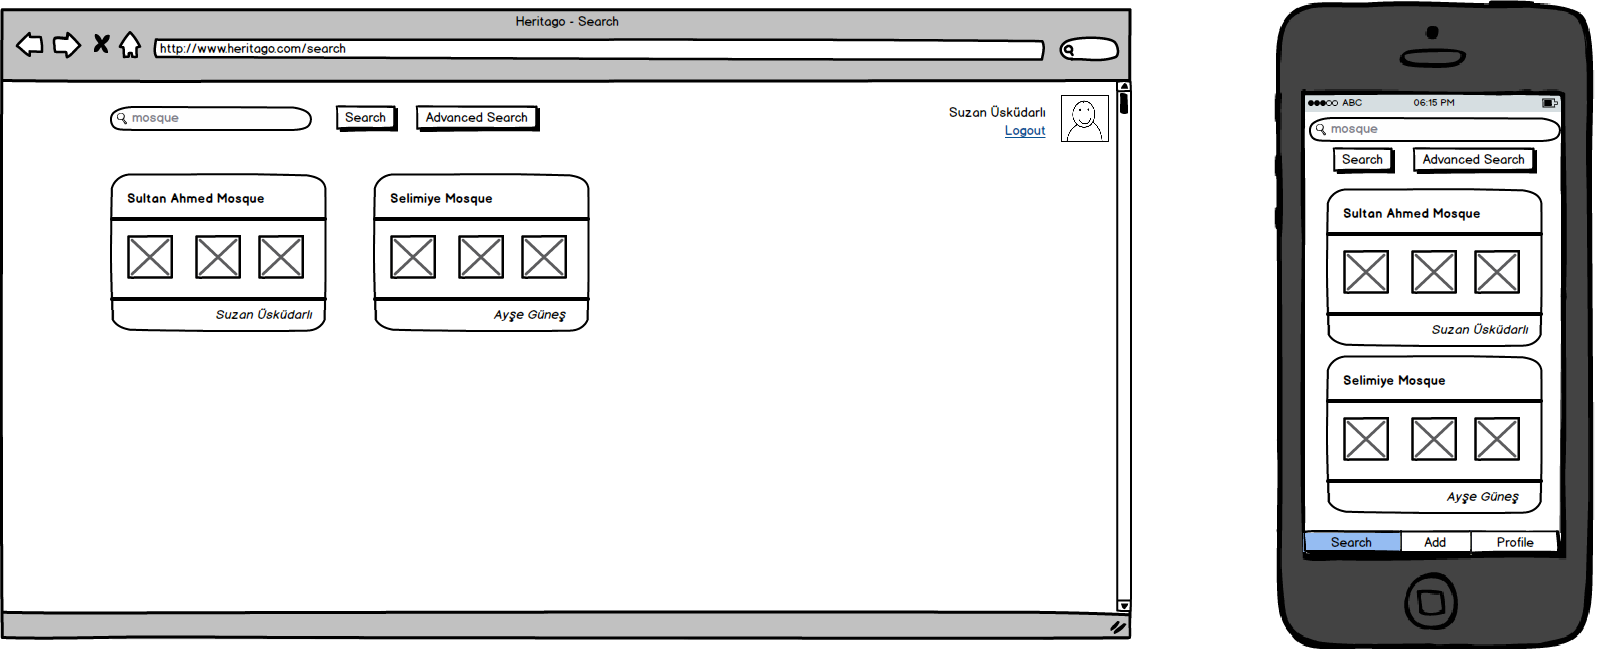 Heritago - Search
http://www.heritago.com/search
mosque
Search
Advanced Search
Suzan Üsküdarlı
Logout
Sultan Ahmed Mosque
Suzan Üsküdarlı
Selimiye Mosque
Ayşe Güneş
ABC
06:15 PM
mosque
Search
Advanced Search
Sultan Ahmed Mosque
Suzan Üsküdarlı
Selimiye Mosque
Ayşe Güneş
Search
Add
Profile